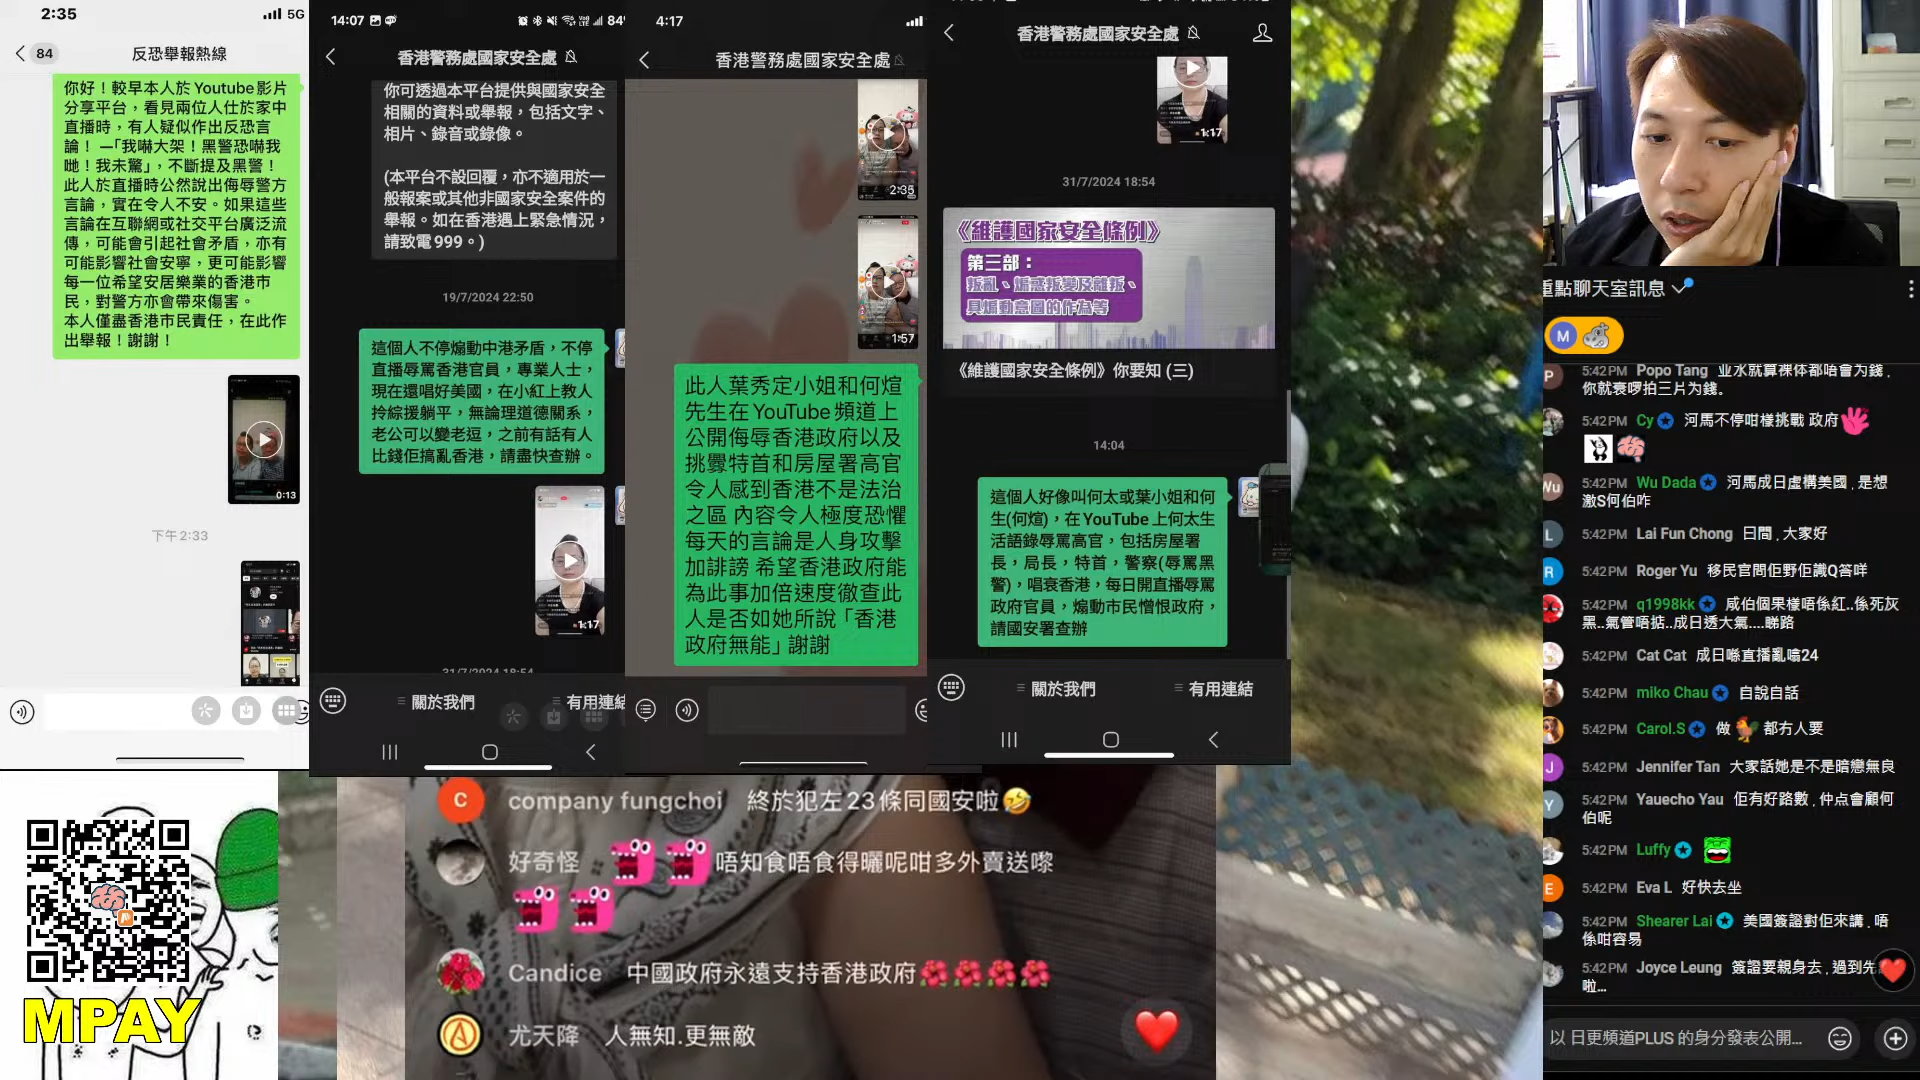 2:35
5G
84
反恐舉報熱線
你好！較早本人於Youtube影片
分享平台，看見兩位人仕於家中
直播時，有人疑似作出反恐言
論！ —「我嚇大架！黑警恐嚇我
哋！我未驚」，不斷提及黑警！
此人於直播時公然說出侮辱警方
言論，實在令人不安。如果這些
言論在互聯網或社交平台廣泛流
傳，可能會引起社會矛盾，亦有
可能影響社會安寧，更可能影響
每一位希望安居樂業的香港市
民，對警方亦會帶來傷害。
本人僅盡香港市民責任，在此作
出舉報！謝謝！
0:13
下午 2:33
14:07
84
香港警務處國家安全處
你可透過本平台提供與國家安全
相關的資料或舉報，包括文字、
相片、錄音或錄像。
(本平台不設回覆，亦不適用於一
般報案或其他非國家安全案件的
舉報。如在香港遇上緊急情況，
請致電 999。)
19/7/2024 22:50
這個人不停煽動中港矛盾，不停
直播辱罵香港官員，專業人士，
現在還唱好美國，在小紅上教人
拎綜援躺平，無論理道德關系，
老公可以變老逗，之前有話有人
比錢佢搞亂香港，請盡快查辦。
1:17
31/7/2024 18:54
關於我們
有用連結
4:17
香港警務處國家安全處
2:35
1:57
此人葉秀定小姐和何煊
先生在YouTube頻道上
公開侮辱香港政府以及
挑釁特首和房屋署高官
令人感到香港不是法治
之區 內容令人極度恐懼
每天的言論是人身攻擊
加誹謗 希望香港政府能
為此事加倍速度徹查此
人是否如她所說「香港
政府無能」謝謝
香港警務處國家安全處
1:17
31/7/2024 18:54
《維護國家安全條例》
第三部：
叛亂、煽惑叛變及離叛、
具煽動意圖的作為等
《維護國家安全條例》你要知 (三)
14:04
這個人好像叫何太或葉小姐和何
生(何煊)，在YouTube上何太生
活語錄辱罵高官，包括房屋署
長，局長，特首，警察(辱罵黑
警)，唱衰香港，每日開直播辱罵
政府官員，煽動市民憎恨政府，
請國安署查辦
關於我們
有用連結
MPAY
C
company fungchoi 終於犯左23條同國安啦🤣
好奇怪 唔知食唔食得曬呢咁多外賣送嚟
Candice 中國政府永遠支持香港政府🌺🌺🌺🌺
尤天降 人無知.更無敵
重點聊天室訊息
M
5:42PM Popo Tang
你就衰啰拍三片为銭。
5:42PM Cy 河馬不停咁樣挑戰 政府
5:42PM Wu Dada 河馬成日虛構美國 , 是想
激S何伯咋
5:42PM Lai Fun Chong 日間 , 大家好
5:42PM Roger Yu 移民官問佢野佢識Q答咩
5:42PM q1998kk 咸伯個果樣唔係紅..係死灰
黑..氣管唔掂..成日透大氣....睇路
5:42PM Cat Cat 成日喺直播亂噏24
5:42PM miko Chau 自說自話
5:42PM Carol.S 做 🐓 都冇人要
5:42PM Jennifer Tan 大家話她是不是暗戀無良
5:42PM Yauecho Yau 佢有好路數 , 仲点會顧何
伯呢
5:42PM Luffy
5:42PM Eva L 好快去坐
5:42PM Shearer Lai 美國簽證對佢來講 , 唔
係咁容易
5:42PM Joyce Leung 簽證要親身去 , 過到先
啦...
以 日更頻道PLUS 的身分發表公開...